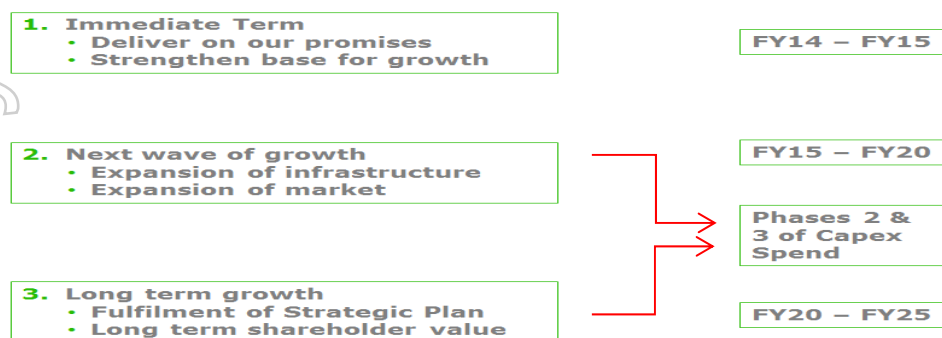 1. Immediate Term
• Deliver on our promises
• Strengthen base for growth
FY14 – FY15
2. Next wave of growth
• Expansion of infrastructure
• Expansion of market
FY15 – FY20
Phases 2 &
3 of Capex
Spend
3. Long term growth
• Fulfilment of Strategic Plan
• Long term shareholder value
FY20 – FY25